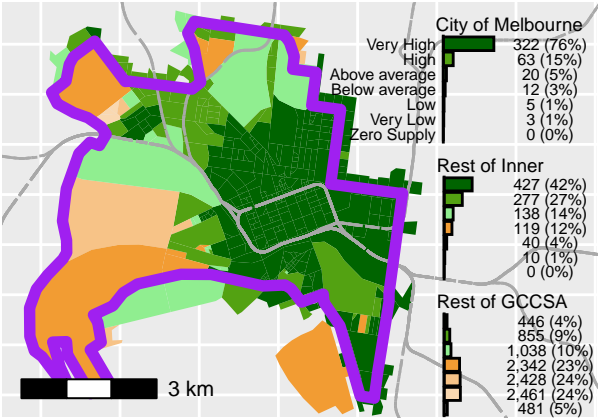 City of Melbourne
Very High 322 (76%)
High 63 (15%)
Above average 20 (5%)
Below average 12 (3%)
Low 5 (1%)
Very Low 3 (1%)
Zero Supply 0 (0%)
Rest of Inner
427 (42%)
277 (27%)
138 (14%)
119 (12%)
40 (4%)
10 (1%)
0 (0%)
Rest of GCCSA
446 (4%)
855 (9%)
1,038 (10%)
2,342 (23%)
2,428 (24%)
2,461 (24%)
484 (5%)
3 km